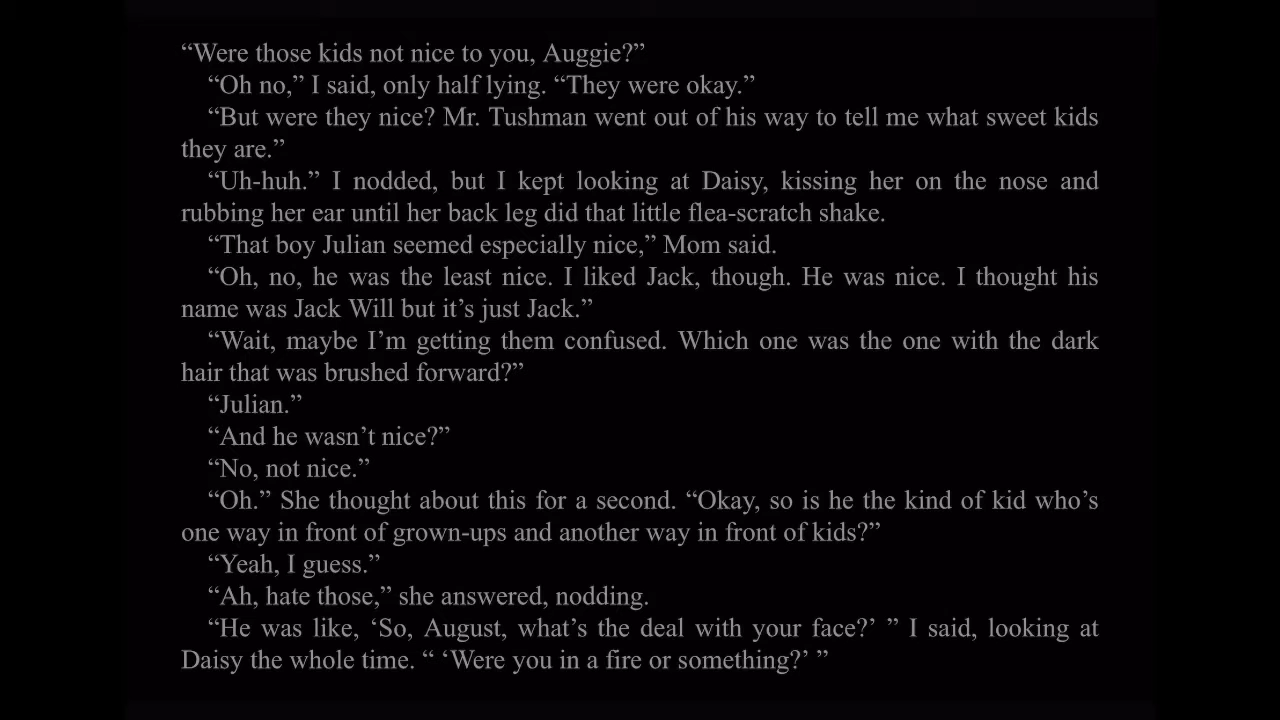 “Were those kids not nice to you, Auggie?”
“Oh no,” I said, only half lying. “They were okay.”
“But were they nice? Mr. Tushman went out of his way to tell me what sweet kids
they are.”
“Uh-huh.” I nodded, but I kept looking at Daisy, kissing her on the nose and
rubbing her ear until her back leg did that little flea-scratch shake.
“That boy Julian seemed especially nice,” Mom said.
“Oh, no, he was the least nice. I liked Jack, though. He was nice. I thought his
name was Jack Will but it’s just Jack.”
“Wait, maybe I’m getting them confused. Which one was the one with the dark
hair that was brushed forward?”
“Julian.”
“And he wasn’t nice?”
“No, not nice.”
“Oh.” She thought about this for a second. “Okay, so is he the kind of kid who’s
one way in front of grown-ups and another way in front of kids?”
“Yeah, I guess.”
“Ah, hate those,” she answered, nodding.
“He was like, ‘So, August, what’s the deal with your face?’ ” I said, looking at
Daisy the whole time. “ ‘Were you in a fire or something?’ ”